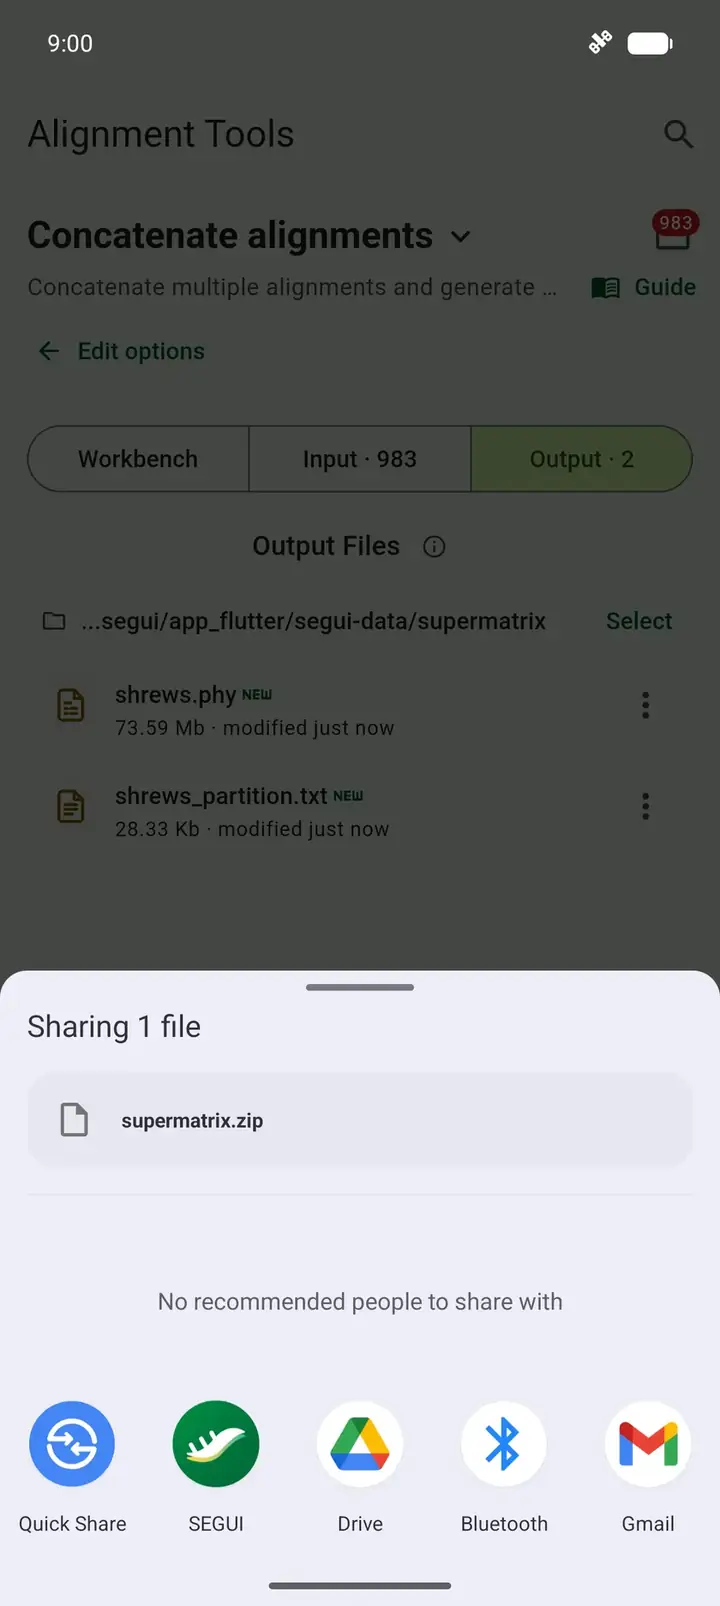 9:00
Alignment Tools
Concatenate alignments
983
Concatenate multiple alignments and generate ...
Guide
Edit options
Workbench
Input · 983
Output · 2
Output Files
...segui/app_flutter/segui-data/supermatrix
Select
shrews.phy NEW
73.59 Mb · modified just now
shrews_partition.txt NEW
28.33 Kb · modified just now
Sharing 1 file
supermatrix.zip
No recommended people to share with
Quick Share
SEGUI
Drive
Bluetooth
Gmail